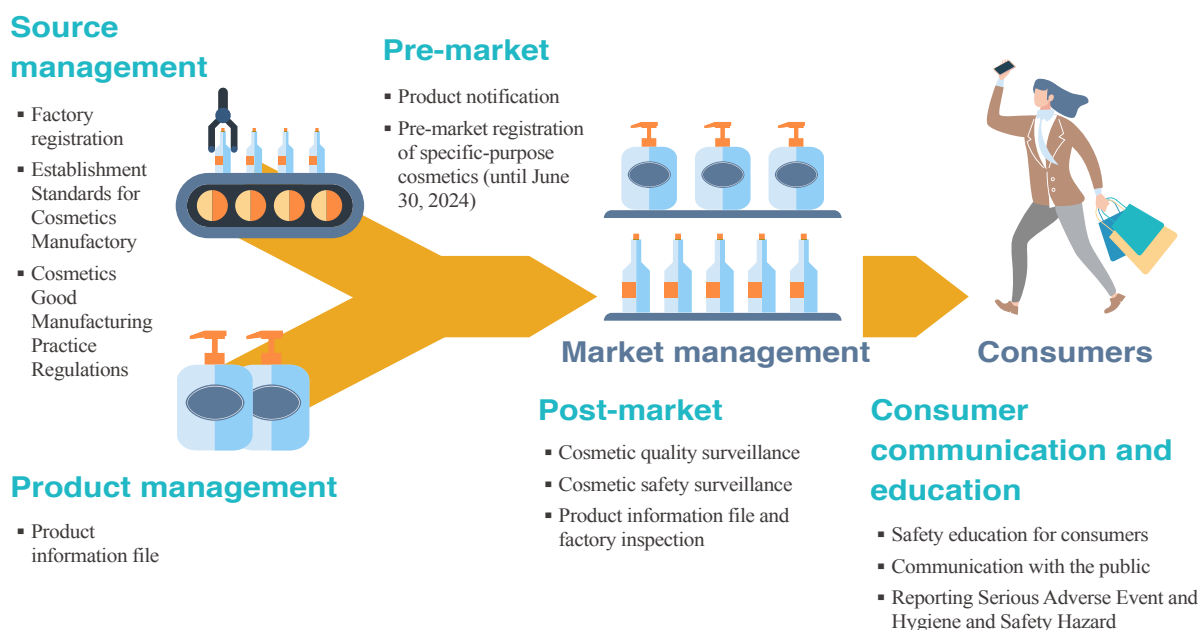 Source
management
▪ Factory
registration
▪ Establishment
Standards for
Cosmetics
Manufactory
▪ Cosmetics
Good
Manufacturing
Practice
Regulations
Product management
▪ Product
information file
Pre-market
▪ Product notification
▪ Pre-market registration
of specific-purpose
cosmetics (until June
30, 2024)
Market management
Post-market
▪ Cosmetic quality surveillance
▪ Cosmetic safety surveillance
▪ Product information file and
factory inspection
Consumers
Consumer
communication and
education
▪ Safety education for consumers
▪ Communication with the public
▪ Reporting Serious Adverse Event and
Hygiene and Safety Hazard